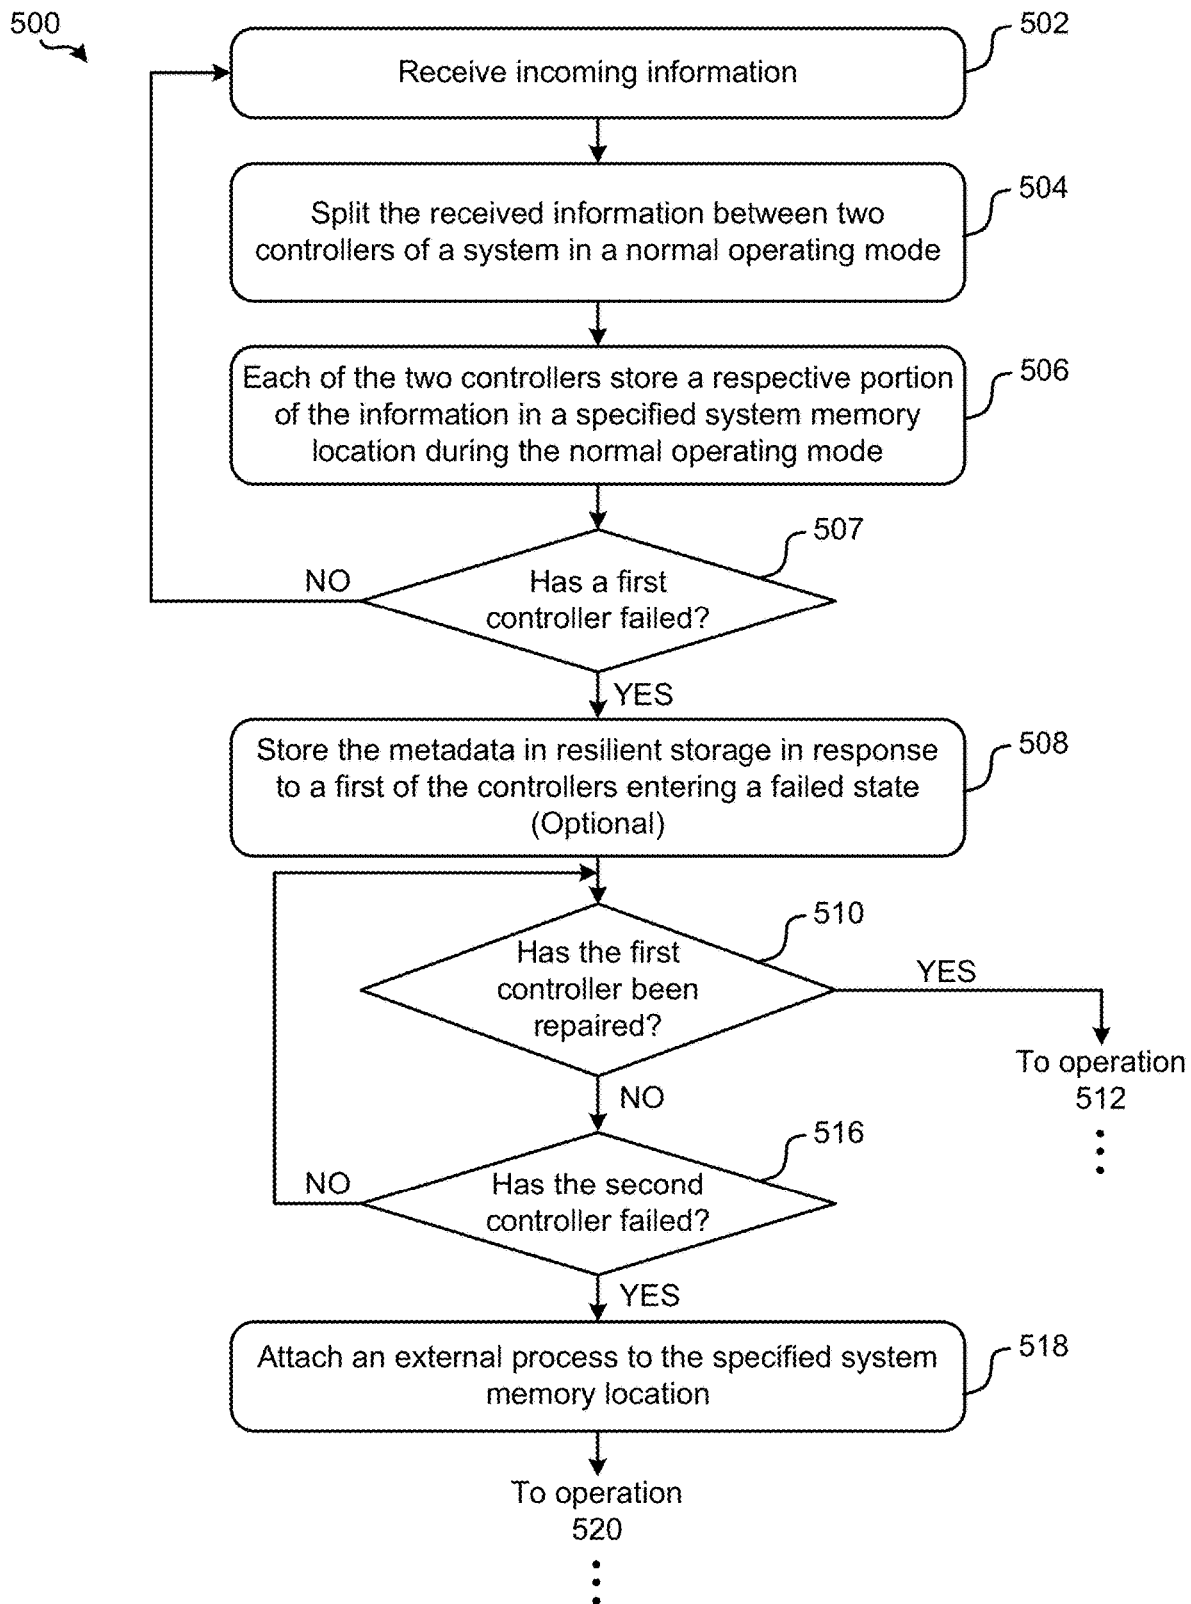 500
502
Receive incoming information
504
Split the received information between two
controllers of a system in a normal operating mode
506
Each of the two controllers store a respective portion
of the information in a specified system memory
location during the normal operating mode
507
Has a first
controller failed?
NO
YES
508
Store the metadata in resilient storage in response
to a first of the controllers entering a failed state
(Optional)
510
Has the first
controller been
repaired?
YES
To operation
512
NO
516
Has the second
controller failed?
NO
YES
518
Attach an external process to the specified system
memory location
To operation
520